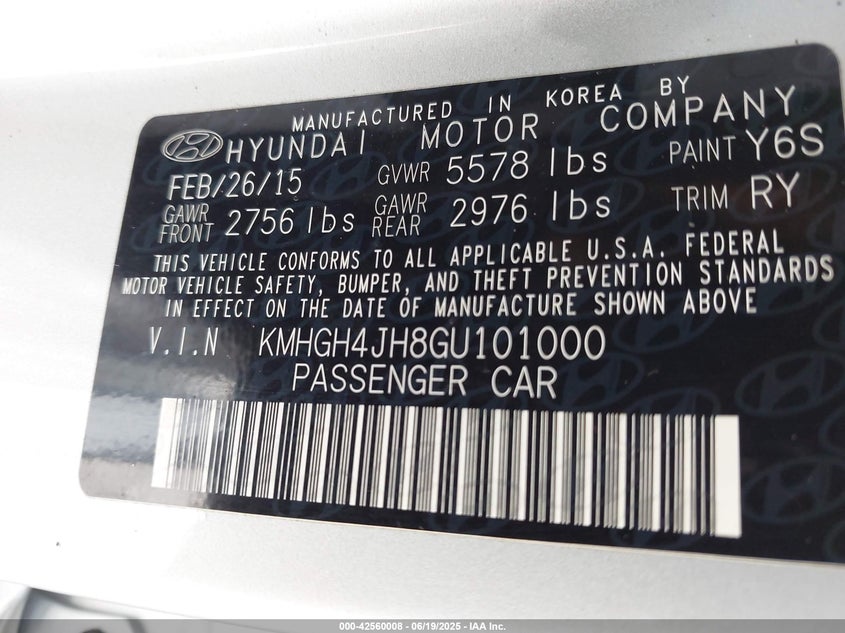 MANUFACTURED IN KOREA BY
HYUNDAI MOTOR COMPANY
FEB/26/15 GVWR 5578 lbs PAINT Y6S
GAWR FRONT 2756 lbs GAWR REAR 2976 lbs TRIM RY
THIS VEHICLE CONFORMS TO ALL APPLICABLE U.S.A. FEDERAL
MOTOR VEHICLE SAFETY, BUMPER, AND THEFT PREVENTION STANDARDS
IN EFFECT ON THE DATE OF MANUFACTURE SHOWN ABOVE
V.I.N KMHGH4JH8GU101000
PASSENGER CAR
000-42560008 - 06/19/2025 - IAA Inc.